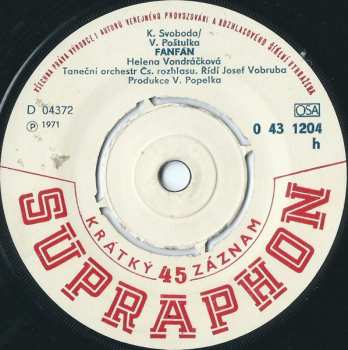 VŠECHNA PRÁVA VÝROBCE I AUTORŮ VEŘEJNÉHO PROVOZOVÁNÍ A ROZHLASOVÉHO ŠÍŘENÍ VYHRAŽENA
K. Svoboda/
V. Poštulka
FANFÁN
Helena Vondráčková
Taneční orchestr Čs. rozhlasu. Řídí Josef Vobruba
Produkce V. Popelka
D 04372
Ⓟ 1971
OSA
0 43 1204
h
KRÁTKÝ 45 ZÁZNAM
SUPRAPHON